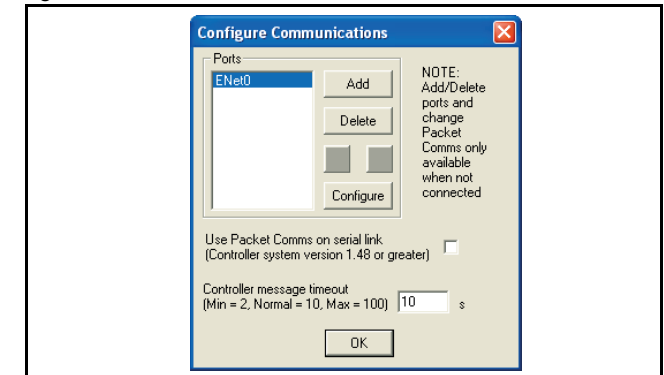 Configure Communications
Ports
ENet0
Add
Delete
Configure
NOTE:
Add/Delete
ports and
change
Packet
Comms only
available
when not
connected
Use Packet Comms on serial link
(Controller system version 1.48 or greater)
Controller message timeout
(Min = 2, Normal = 10, Max = 100) 10 s
OK